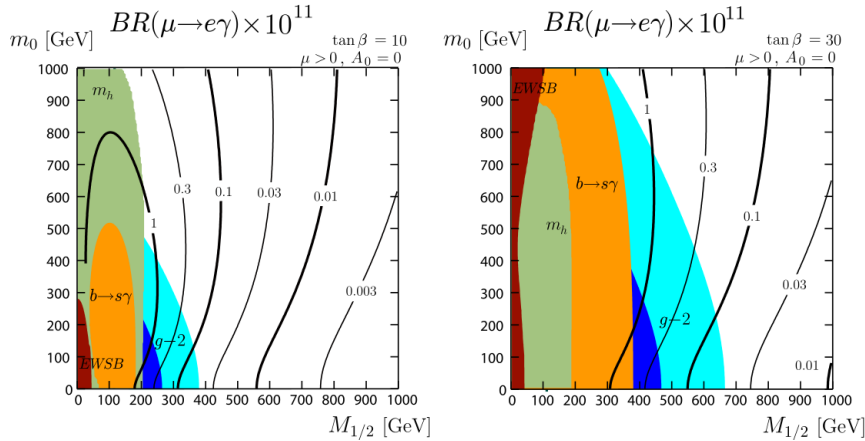 BR(μ→eγ)×10¹¹
m₀ [GeV]
tan β = 10
μ > 0 , A₀ = 0
1000
900
800
700
600
500
400
300
200
100
0
m_h
1
0.3
0.1
0.03
0.01
0.003
b→sγ
g−2
EWSB
0 100 200 300 400 500 600 700 800 900 1000
M₁/₂ [GeV]
BR(μ→eγ)×10¹¹
m₀ [GeV]
tan β = 30
μ > 0 , A₀ = 0
1000
900
800
700
600
500
400
300
200
100
0
EWSB
1
0.3
b→sγ
0.1
m_h
0.03
g−2
0.01
0 100 200 300 400 500 600 700 800 900 1000
M₁/₂ [GeV]